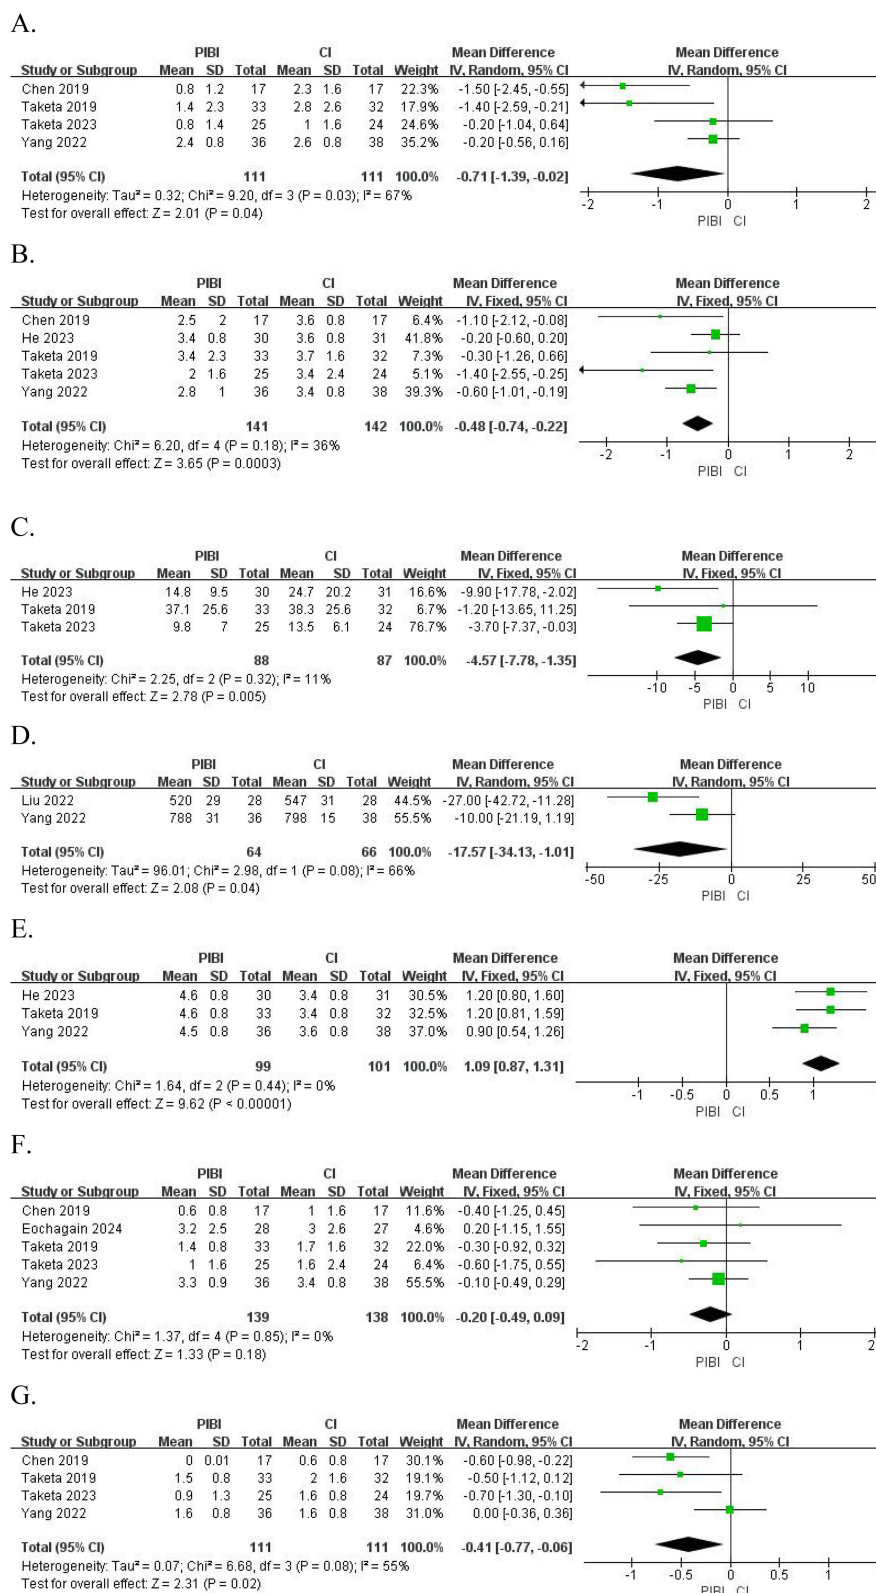 A.
PIBI CI Mean Difference Mean Difference
Study or Subgroup Mean SD Total Mean SD Total Weight IV, Random, 95% CI IV, Random, 95% CI
Chen 2019 0.8 1.2 17 2.3 1.6 17 22.3% -1.50 [-2.45, -0.55]
Taketa 2019 1.4 2.3 33 2.8 2.6 32 17.9% -1.40 [-2.59, -0.21]
Taketa 2023 0.8 1.4 25 1 1.6 24 24.6% -0.20 [-1.04, 0.64]
Yang 2022 2.4 0.8 36 2.6 0.8 38 35.2% -0.20 [-0.56, 0.16]
Total (95% CI) 111 111 100.0% -0.71 [-1.39, -0.02]
Heterogeneity: Tau² = 0.32; Chi² = 9.20, df = 3 (P = 0.03); I² = 67%
Test for overall effect: Z = 2.01 (P = 0.04)
-2 -1 0 1 2
PIBI CI
B.
PIBI CI Mean Difference Mean Difference
Study or Subgroup Mean SD Total Mean SD Total Weight IV, Fixed, 95% CI IV, Fixed, 95% CI
Chen 2019 2.5 2 17 3.6 0.8 17 6.4% -1.10 [-2.12, -0.08]
He 2023 3.4 0.8 30 3.6 0.8 31 41.8% -0.20 [-0.60, 0.20]
Taketa 2019 3.4 2.3 33 3.7 1.6 32 7.3% -0.30 [-1.26, 0.66]
Taketa 2023 2 1.6 25 3.4 2.4 24 5.1% -1.40 [-2.55, -0.25]
Yang 2022 2.8 1 36 3.4 0.8 38 39.3% -0.60 [-1.01, -0.19]
Total (95% CI) 141 142 100.0% -0.48 [-0.74, -0.22]
Heterogeneity: Chi² = 6.20, df = 4 (P = 0.18); I² = 36%
Test for overall effect: Z = 3.65 (P = 0.0003)
-1 0 1 2
PIBI CI
C.
PIBI CI Mean Difference Mean Difference
Study or Subgroup Mean SD Total Mean SD Total Weight IV, Fixed, 95% CI IV, Fixed, 95% CI
He 2023 14.8 9.5 30 24.7 20.2 31 16.6% -9.90 [-17.78, -2.02]
Taketa 2019 37.1 25.6 33 38.3 25.6 32 6.7% -1.20 [-13.65, 11.25]
Taketa 2023 9.8 7 25 13.5 6.1 24 76.7% -3.70 [-7.37, -0.03]
Total (95% CI) 88 87 100.0% -4.57 [-7.78, -1.35]
Heterogeneity: Chi² = 2.25, df = 2 (P = 0.32); I² = 11%
Test for overall effect: Z = 2.78 (P = 0.005)
-10 -5 0 5 10
PIBI CI
D.
PIBI CI Mean Difference Mean Difference
Study or Subgroup Mean SD Total Mean SD Total Weight IV, Random, 95% CI IV, Random, 95% CI
Liu 2022 520 29 28 547 31 28 44.5% -27.00 [-42.72, -11.28]
Yang 2022 788 31 36 798 15 38 55.5% -10.00 [-21.19, 1.19]
Total (95% CI) 64 66 100.0% -17.57 [-34.13, -1.01]
Heterogeneity: Tau² = 96.01; Chi² = 2.98, df = 1 (P = 0.08); I² = 66%
Test for overall effect: Z = 2.08 (P = 0.04)
-50 -25 0 25 50
PIBI CI
E.
PIBI CI Mean Difference Mean Difference
Study or Subgroup Mean SD Total Mean SD Total Weight IV, Fixed, 95% CI IV, Fixed, 95% CI
He 2023 4.6 0.8 30 3.4 0.8 31 30.5% 1.20 [0.80, 1.60]
Taketa 2019 4.6 0.8 33 3.4 0.8 32 32.5% 1.20 [0.81, 1.59]
Yang 2022 4.5 0.8 36 3.6 0.8 38 37.0% 0.90 [0.54, 1.26]
Total (95% CI) 99 101 100.0% 1.09 [0.87, 1.31]
Heterogeneity: Chi² = 1.64, df = 2 (P = 0.44); I² = 0%
Test for overall effect: Z = 9.62 (P < 0.00001)
-1 -0.5 0 0.5 1
PIBI CI
F.
PIBI CI Mean Difference Mean Difference
Study or Subgroup Mean SD Total Mean SD Total Weight IV, Fixed, 95% CI IV, Fixed, 95% CI
Chen 2019 0.6 0.8 17 1 1.6 17 11.6% -0.40 [-1.25, 0.45]
Eochagain 2024 3.2 2.5 28 3 2.6 27 4.6% 0.20 [-1.15, 1.55]
Taketa 2019 1.4 0.8 33 1.7 1.6 32 22.0% -0.30 [-0.92, 0.32]
Taketa 2023 1 1.6 25 1.6 2.4 24 6.4% -0.60 [-1.75, 0.55]
Yang 2022 3.3 0.9 36 3.4 0.8 38 55.5% -0.10 [-0.49, 0.29]
Total (95% CI) 139 138 100.0% -0.20 [-0.49, 0.09]
Heterogeneity: Chi² = 1.37, df = 4 (P = 0.85); I² = 0%
Test for overall effect: Z = 1.33 (P = 0.18)
-2 -1 0 1 2
PIBI CI
G.
PIBI CI Mean Difference Mean Difference
Study or Subgroup Mean SD Total Mean SD Total Weight IV, Random, 95% CI IV, Random, 95% CI
Chen 2019 0 0.01 17 0.6 0.8 17 30.1% -0.60 [-0.98, -0.22]
Taketa 2019 1.5 0.8 33 2 1.6 32 19.1% -0.50 [-1.12, 0.12]
Taketa 2023 0.9 1.3 25 1.6 0.8 24 19.7% -0.70 [-1.30, -0.10]
Yang 2022 1.6 0.8 36 1.6 0.8 38 31.0% 0.00 [-0.36, 0.36]
Total (95% CI) 111 111 100.0% -0.41 [-0.77, -0.06]
Heterogeneity: Tau² = 0.07; Chi² = 6.68, df = 3 (P = 0.08); I² = 55%
Test for overall effect: Z = 2.31 (P = 0.02)
-1 -0.5 0 0.5 1
PIBI CI